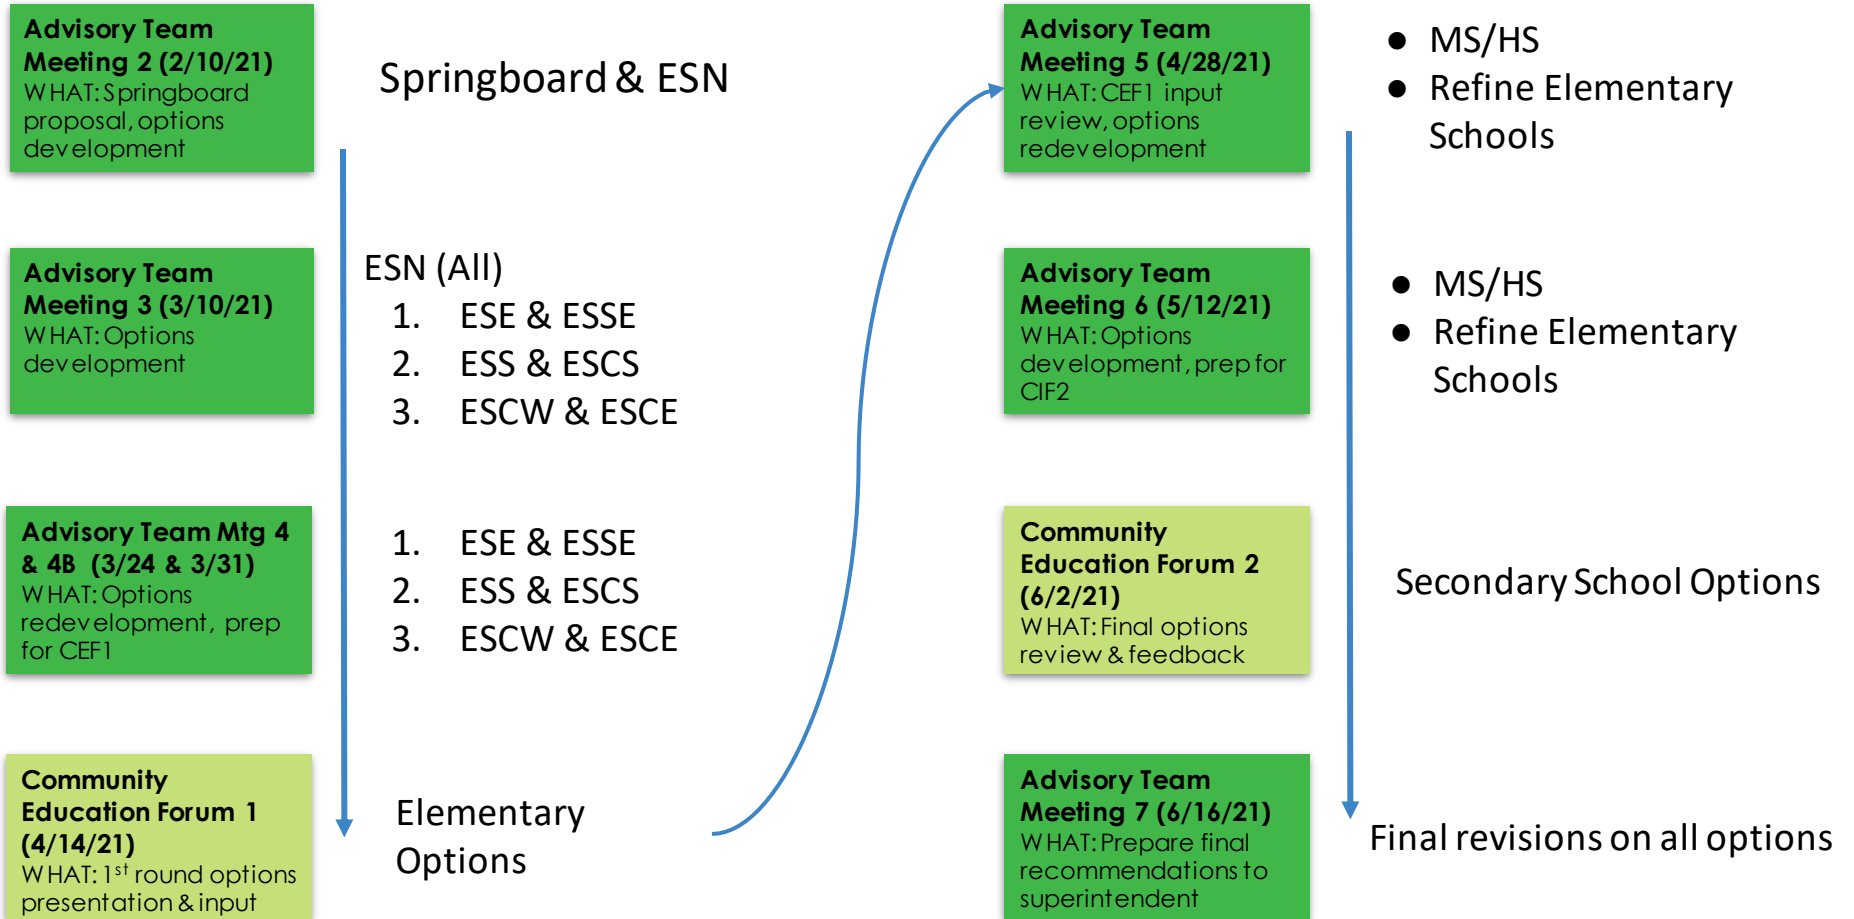 Advisory Team
Meeting 2 (2/10/21)
WHAT: Springboard
proposal, options
development
Springboard & ESN
Advisory Team
Meeting 3 (3/10/21)
WHAT: Options
development
ESN (All)
1. ESE & ESSE
2. ESS & ESCS
3. ESCW & ESCE
Advisory Team Mtg 4
& 4B (3/24 & 3/31)
WHAT: Options
redevelopment, prep
for CEF1
1. ESE & ESSE
2. ESS & ESCS
3. ESCW & ESCE
Community
Education Forum 1
(4/14/21)
WHAT: 1st round options
presentation & input
Elementary
Options
Advisory Team
Meeting 5 (4/28/21)
WHAT: CEF1 input
review, options
redevelopment
● MS/HS
● Refine Elementary
Schools
Advisory Team
Meeting 6 (5/12/21)
WHAT: Options
development, prep for
CIF2
● MS/HS
● Refine Elementary
Schools
Community
Education Forum 2
(6/2/21)
WHAT: Final options
review & feedback
Secondary School Options
Advisory Team
Meeting 7 (6/16/21)
WHAT: Prepare final
recommendations to
superintendent
Final revisions on all options